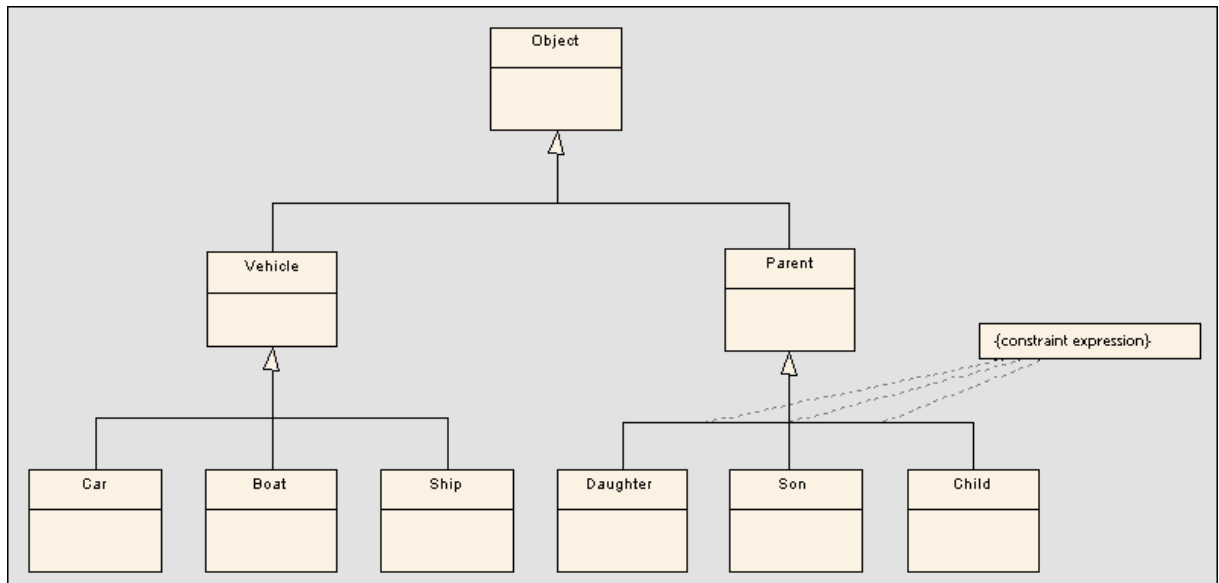 Object
Vehicle
Parent
{constraint expression}
Car
Boat
Ship
Daughter
Son
Child